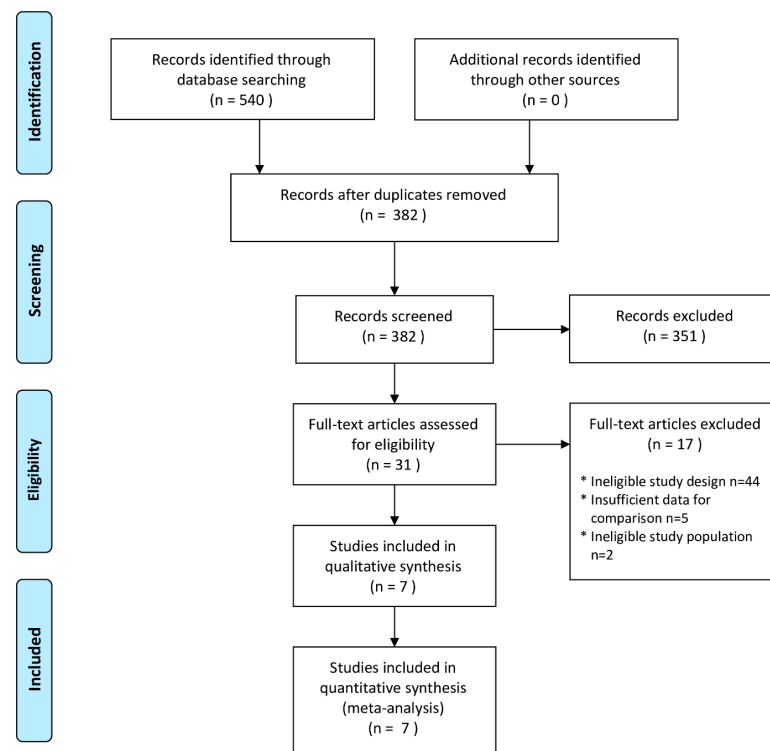 Identification
Records identified through
database searching
(n = 540 )
Additional records identified
through other sources
(n = 0 )
Records after duplicates removed
(n = 382 )
Screening
Records screened
(n = 382 )
Records excluded
(n = 351 )
Eligibility
Full-text articles assessed
for eligibility
(n = 31 )
Full-text articles excluded
(n = 17 )
* Ineligible study design n=44
* Insufficient data for
comparison n=5
* Ineligible study population
n=2
Studies included in
qualitative synthesis
(n = 7 )
Included
Studies included in
quantitative synthesis
(meta-analysis)
(n = 7 )